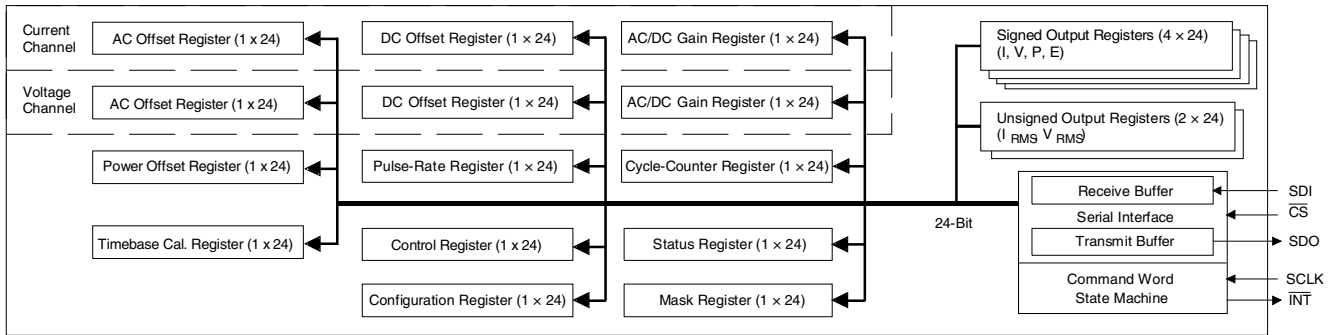 Current
Channel
AC Offset Register (1 x 24)
DC Offset Register (1 × 24)
AC/DC Gain Register (1 × 24)
Signed Output Registers (4 × 24)
(I, V, P, E)
Voltage
Channel
AC Offset Register (1 x 24)
DC Offset Register (1 × 24)
AC/DC Gain Register (1 × 24)
Unsigned Output Registers (2 × 24)
(I RMS V RMS)
Power Offset Register (1 x 24)
Pulse-Rate Register (1 × 24)
Cycle-Counter Register (1 × 24)
Receive Buffer
SDI
Serial Interface
CS
24-Bit
Timebase Cal. Register (1 x 24)
Control Register (1 x 24)
Status Register (1 × 24)
Transmit Buffer
SDO
Configuration Register (1 × 24)
Mask Register (1 × 24)
Command Word
State Machine
SCLK
INT